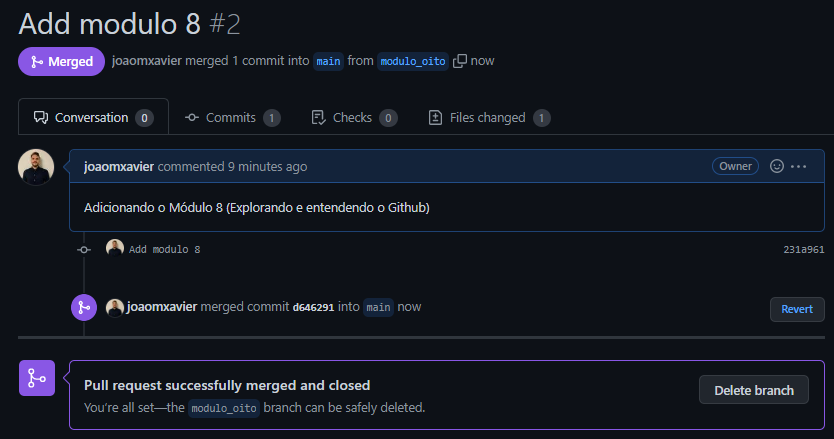 Add modulo 8 #2
Merged joaomxavier merged 1 commit into main from modulo_oito now
Conversation 0 Commits 1 Checks 0 Files changed 1
joaomxavier commented 9 minutes ago Owner
Adicionando o Módulo 8 (Explorando e entendendo o Github)
Add modulo 8 231a961
joaomxavier merged commit d646291 into main now Revert
Pull request successfully merged and closed
You're all set—the modulo_oito branch can be safely deleted.
Delete branch